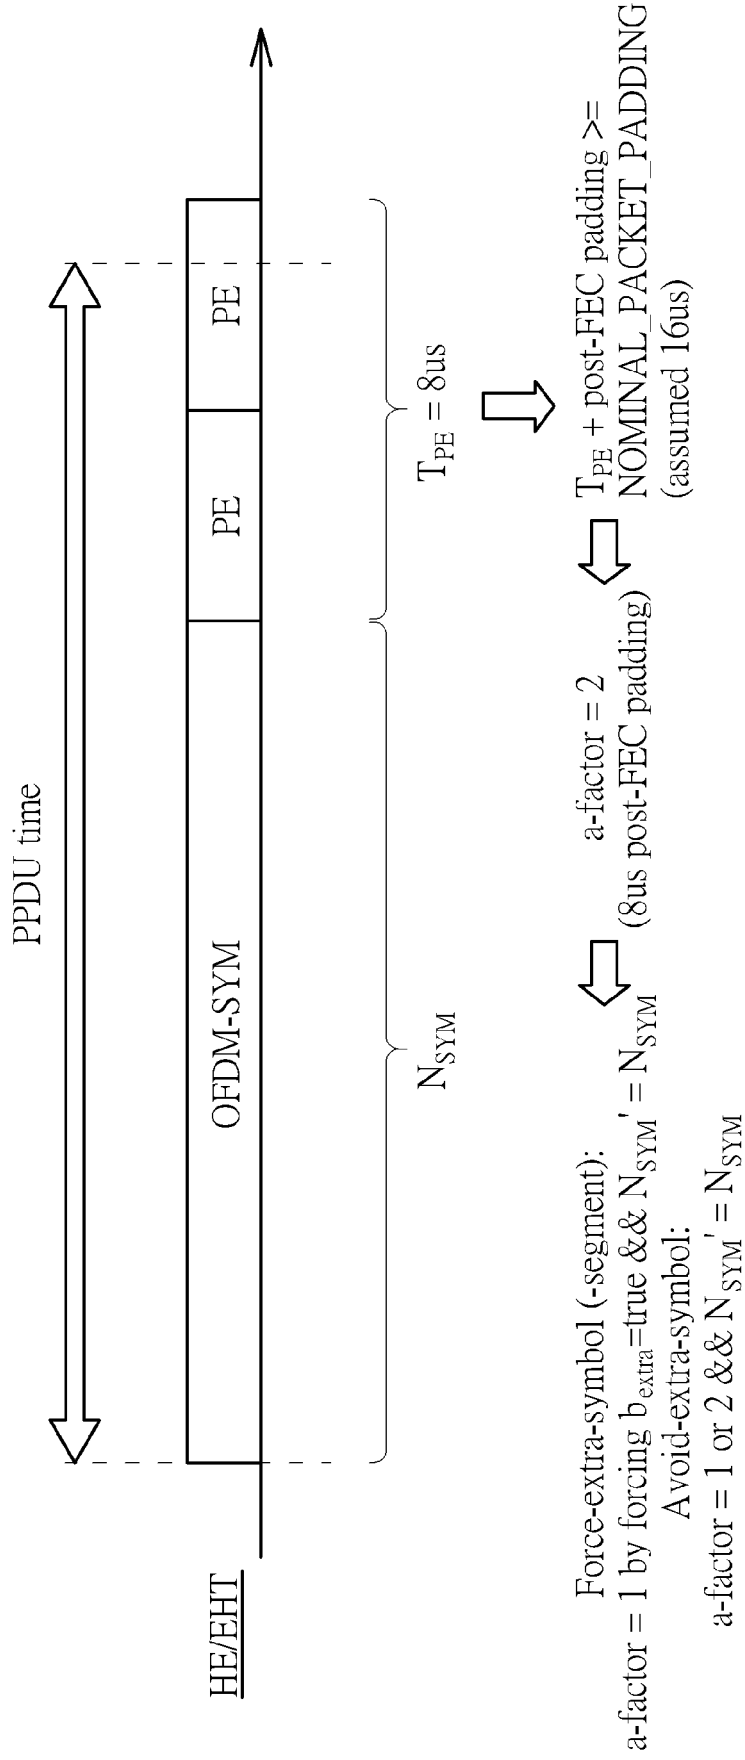 PPDU time
HE/EHT
OFDM-SYM
PE
PE
N_SYM
T_PE = 8us
T_PE + post-FEC padding >=
NOMINAL_PACKET_PADDING
(assumed 16us)
a-factor = 2
(8us post-FEC padding)
Force-extra-symbol (-segment):
a-factor = 1 by forcing b_extra=true && N_SYM' = N_SYM
Avoid-extra-symbol:
a-factor = 1 or 2 && N_SYM' = N_SYM